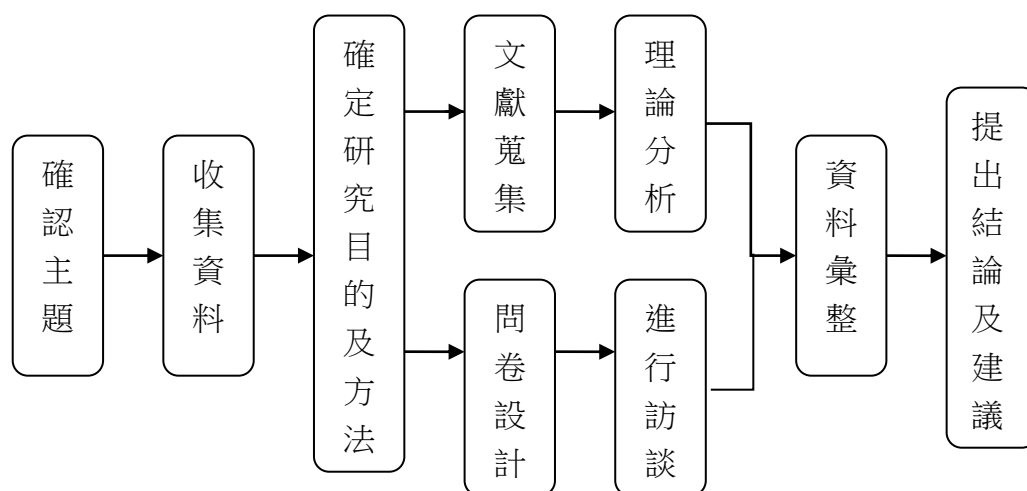 確認主題
收集資料
確定研究目的及方法
文獻蒐集
理論分析
問卷設計
進行訪談
資料彙整
提出結論及建議